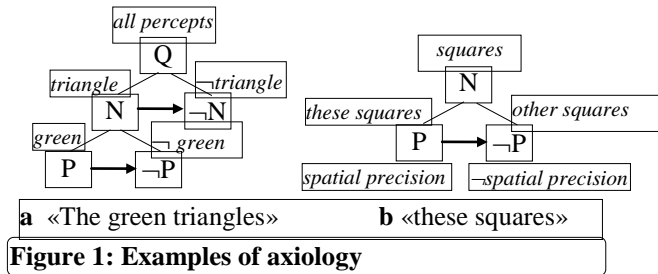 all percepts
Q
triangle ¬triangle
squares
N ¬N
N
these squares other squares
green ¬ green
P ¬P
P ¬P
spatial precision ¬spatial precision
a «The green triangles» b «these squares»
Figure 1: Examples of axiology